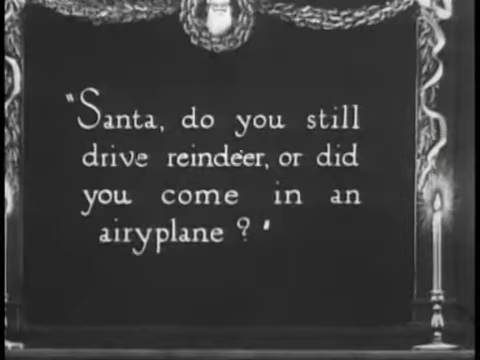 "Santa, do you still
drive reindeer, or did
you come in an
airyplane?"